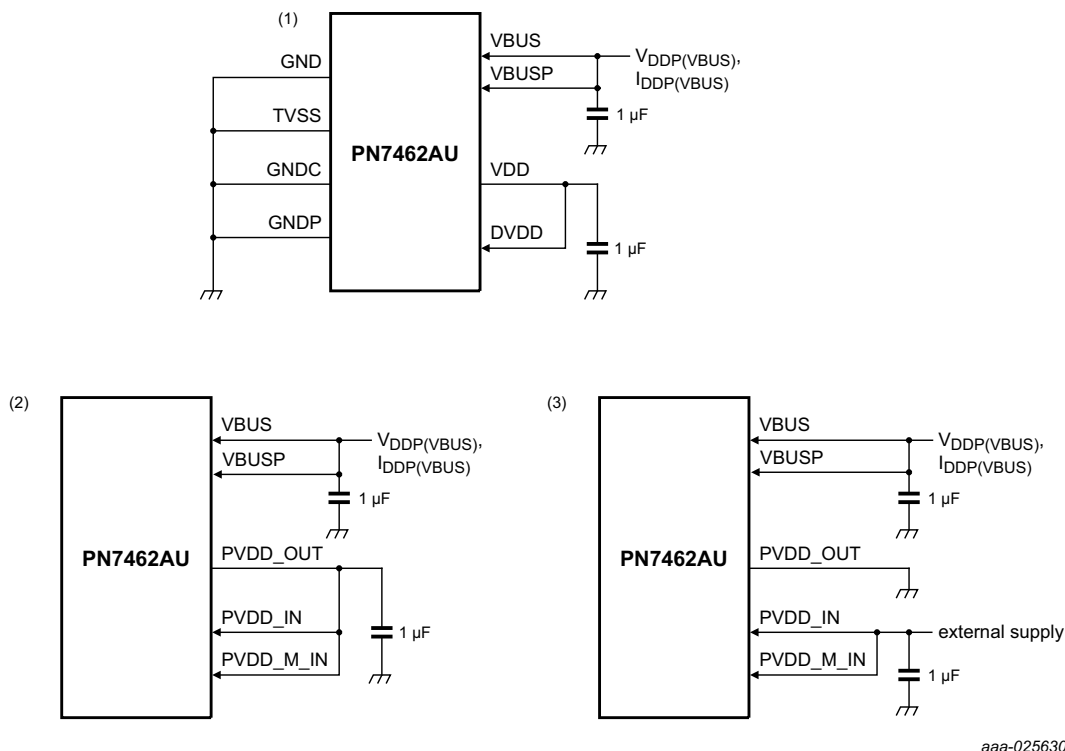 (1)
GND
TVSS
GNDC
GNDP
PN7462AU
VBUS
VBUSP
VDDP(VBUS),
IDDP(VBUS)
1 µF
VDD
DVDD
1 µF
(2)
PN7462AU
VBUS
VBUSP
VDDP(VBUS),
IDDP(VBUS)
1 µF
PVDD_OUT
PVDD_IN
PVDD_M_IN
1 µF
(3)
PN7462AU
VBUS
VBUSP
VDDP(VBUS),
IDDP(VBUS)
1 µF
PVDD_OUT
PVDD_IN
PVDD_M_IN
external supply
1 µF
aaa-025630